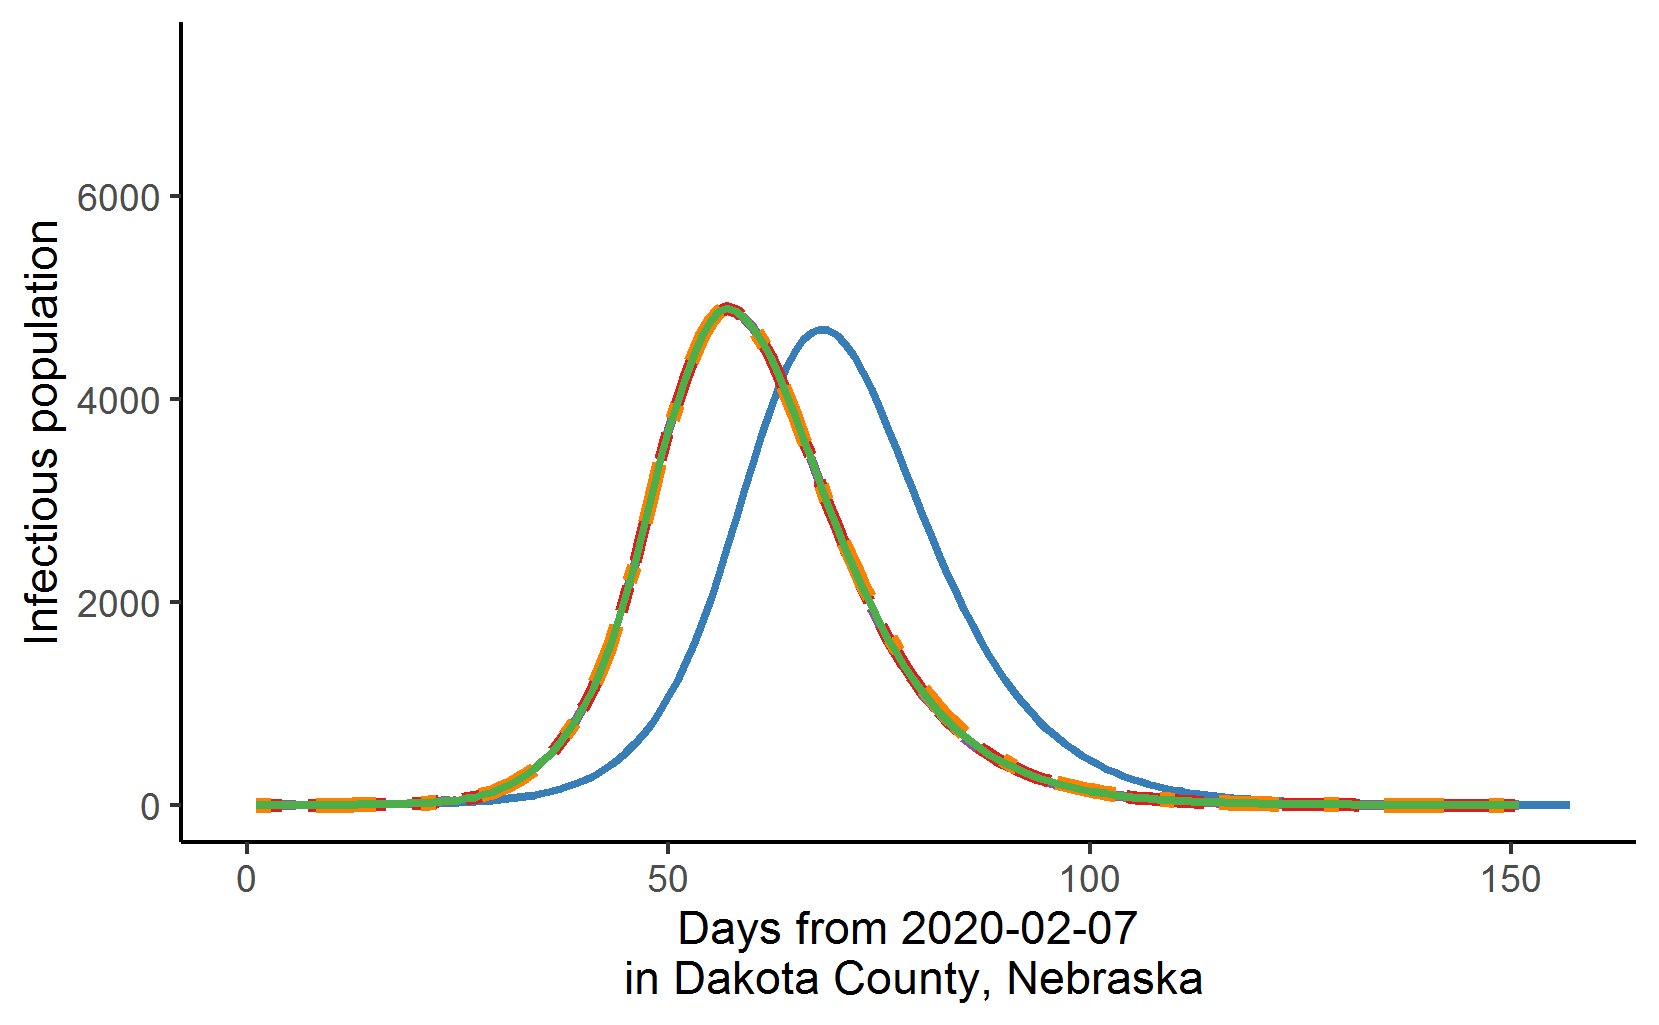 Infectious population
6000
4000
2000
0
0 50 100 150
Days from 2020-02-07
in Dakota County, Nebraska